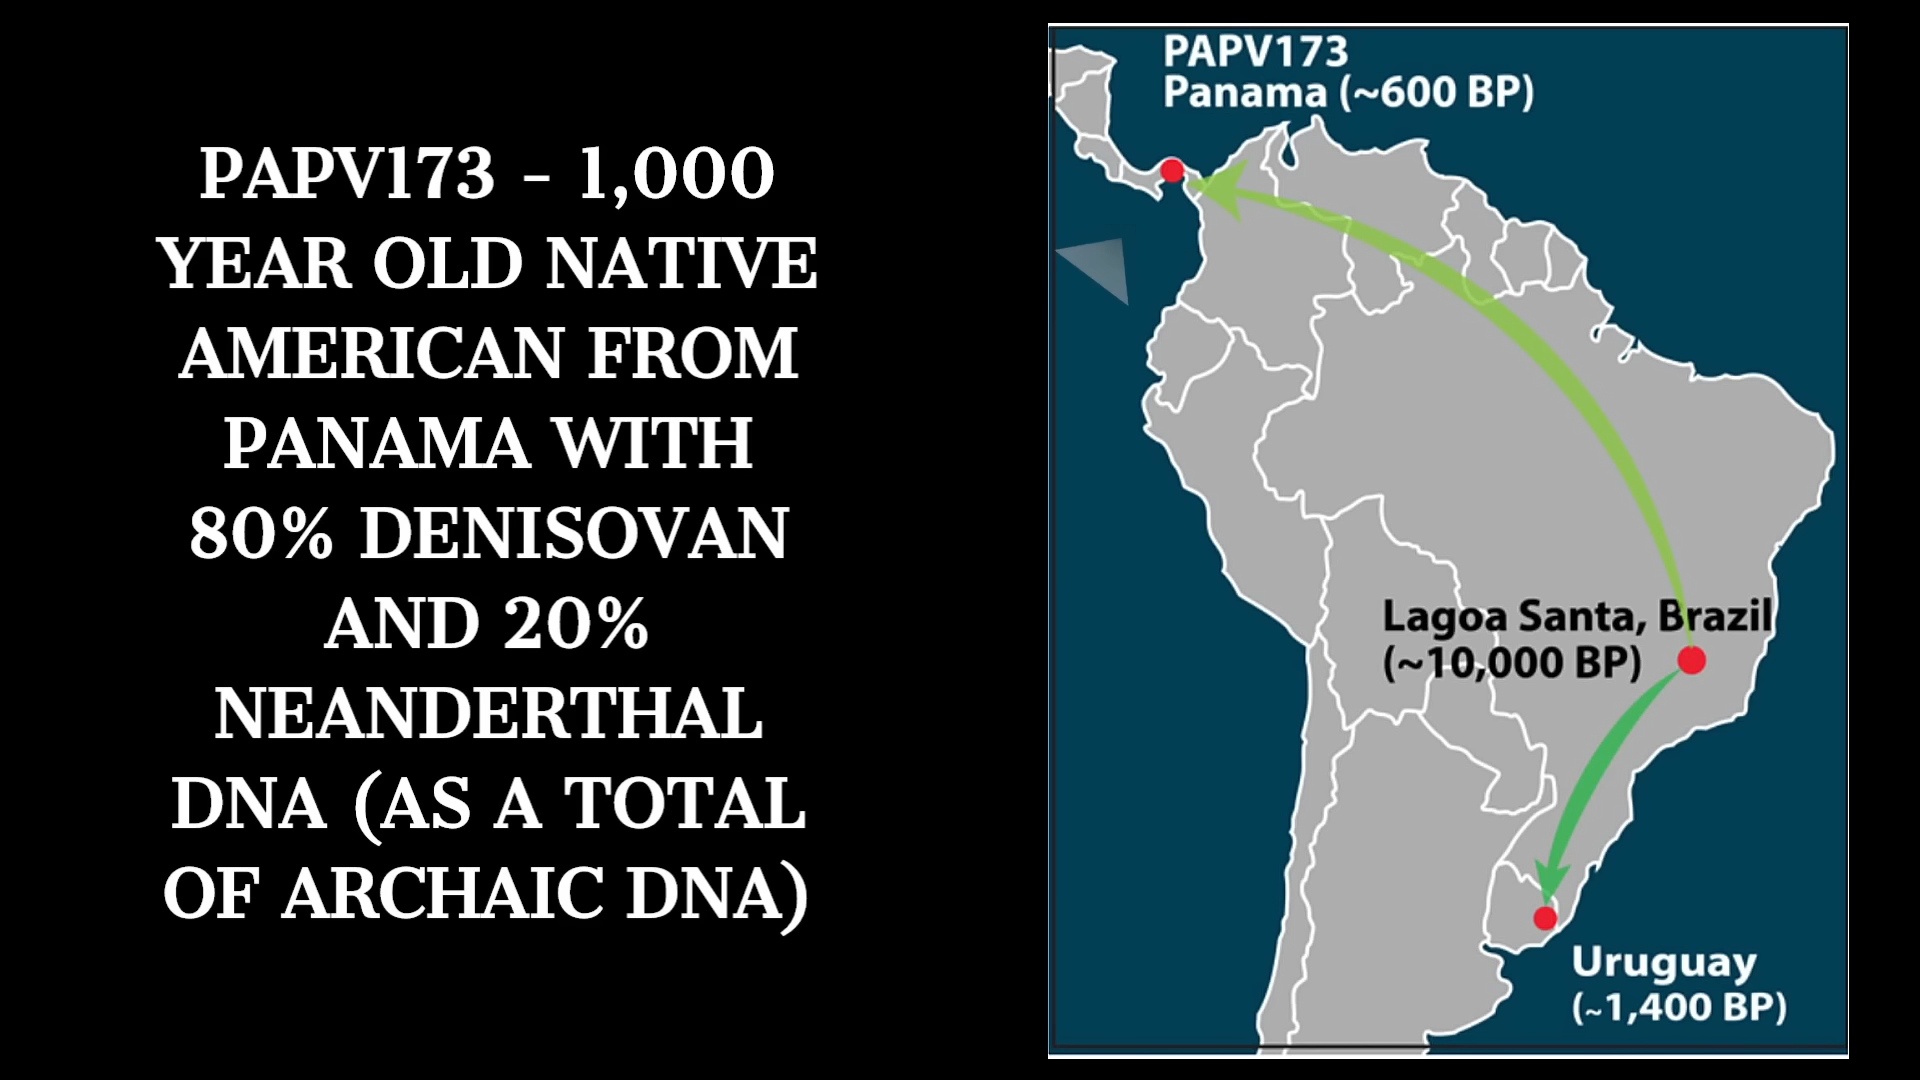 PAPV173 - 1,000
YEAR OLD NATIVE
AMERICAN FROM
PANAMA WITH
80% DENISOVAN
AND 20%
NEANDERTHAL
DNA (AS A TOTAL
OF ARCHAIC DNA)
PAPV173
Panama (~600 BP)
Lagoa Santa, Brazil
(~10,000 BP)
Uruguay
(~1,400 BP)